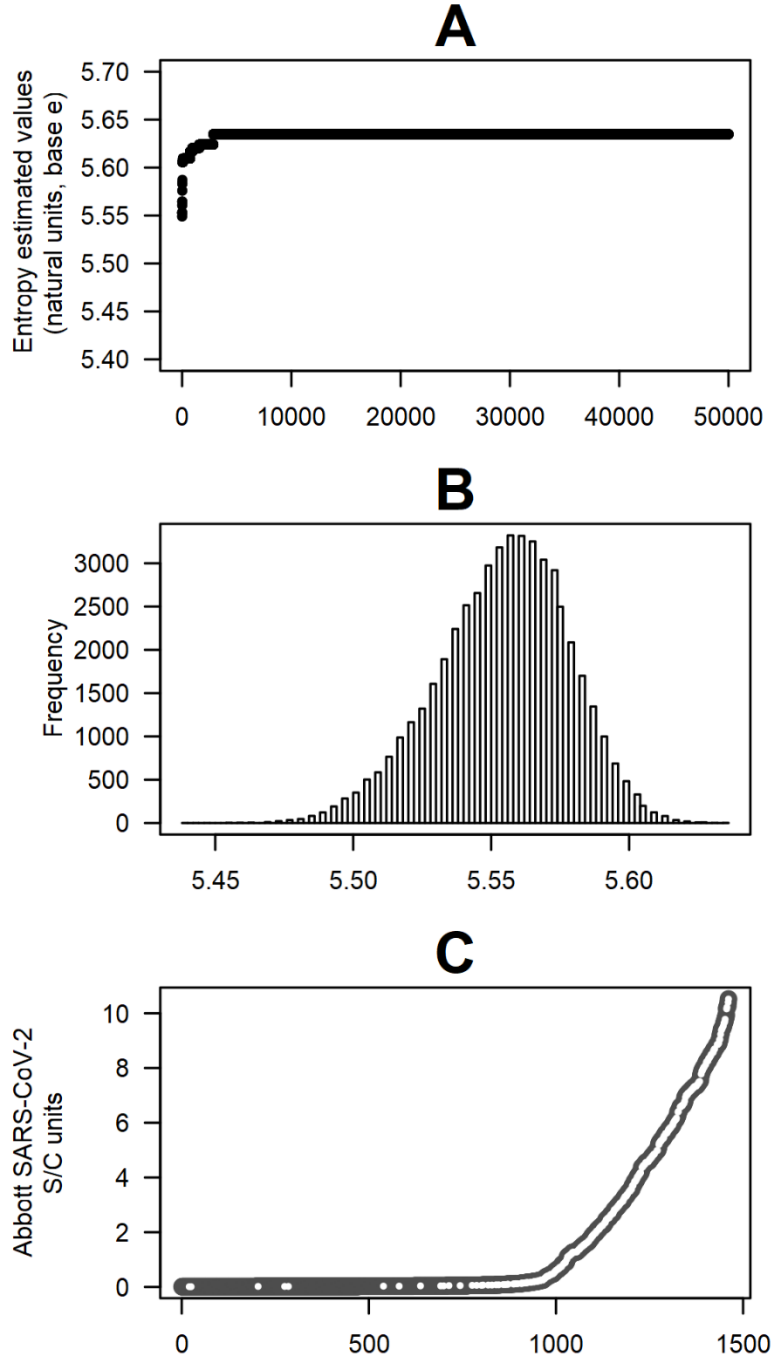 A
Entropy estimated values
(natural units, base e)
5.70
5.65
5.60
5.55
5.50
5.45
5.40
0 10000 20000 30000 40000 50000
B
Frequency
3000
2500
2000
1500
1000
500
0
5.45 5.50 5.55 5.60
C
Abbott SARS-CoV-2
S/C units
10
8
6
4
2
0
0 500 1000 1500